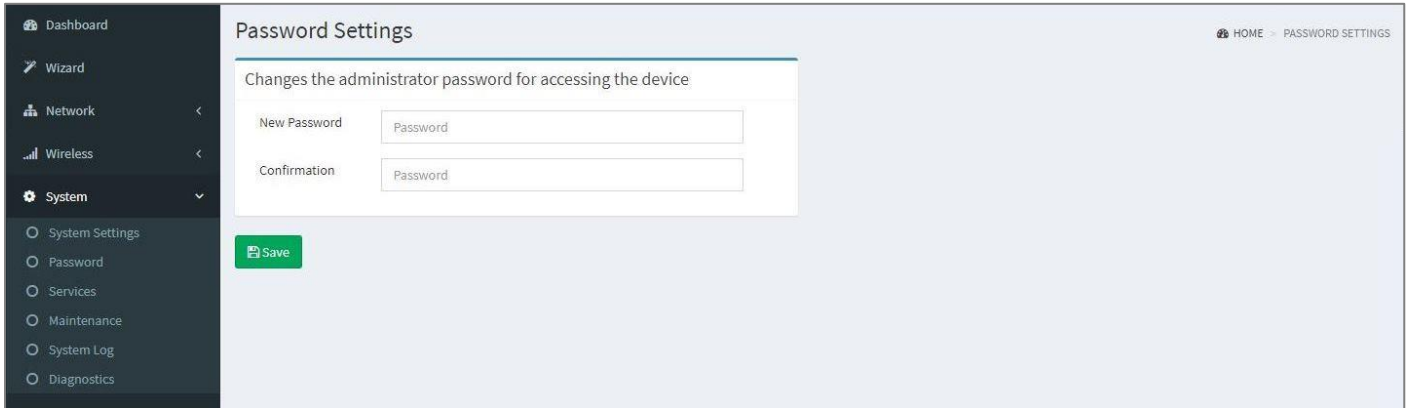 Dashboard
Wizard
Network
Wireless
System
System Settings
Password
Services
Maintenance
System Log
Diagnostics
Password Settings
HOME > PASSWORD SETTINGS
Changes the administrator password for accessing the device
New Password
Password
Confirmation
Password
Save